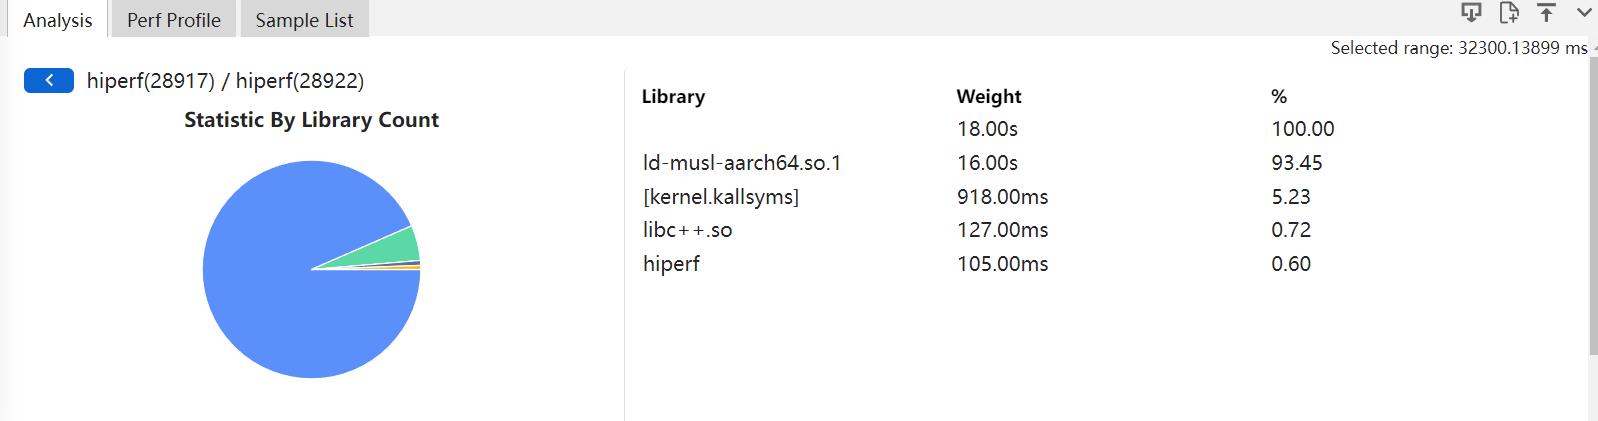 Analysis Perf Profile Sample List
Selected range: 32300.13899 ms
hiperf(28917) / hiperf(28922)
Statistic By Library Count
Library Weight %
18.00s 100.00
ld-musl-aarch64.so.1 16.00s 93.45
[kernel.kallsyms] 918.00ms 5.23
libc++.so 127.00ms 0.72
hiperf 105.00ms 0.60